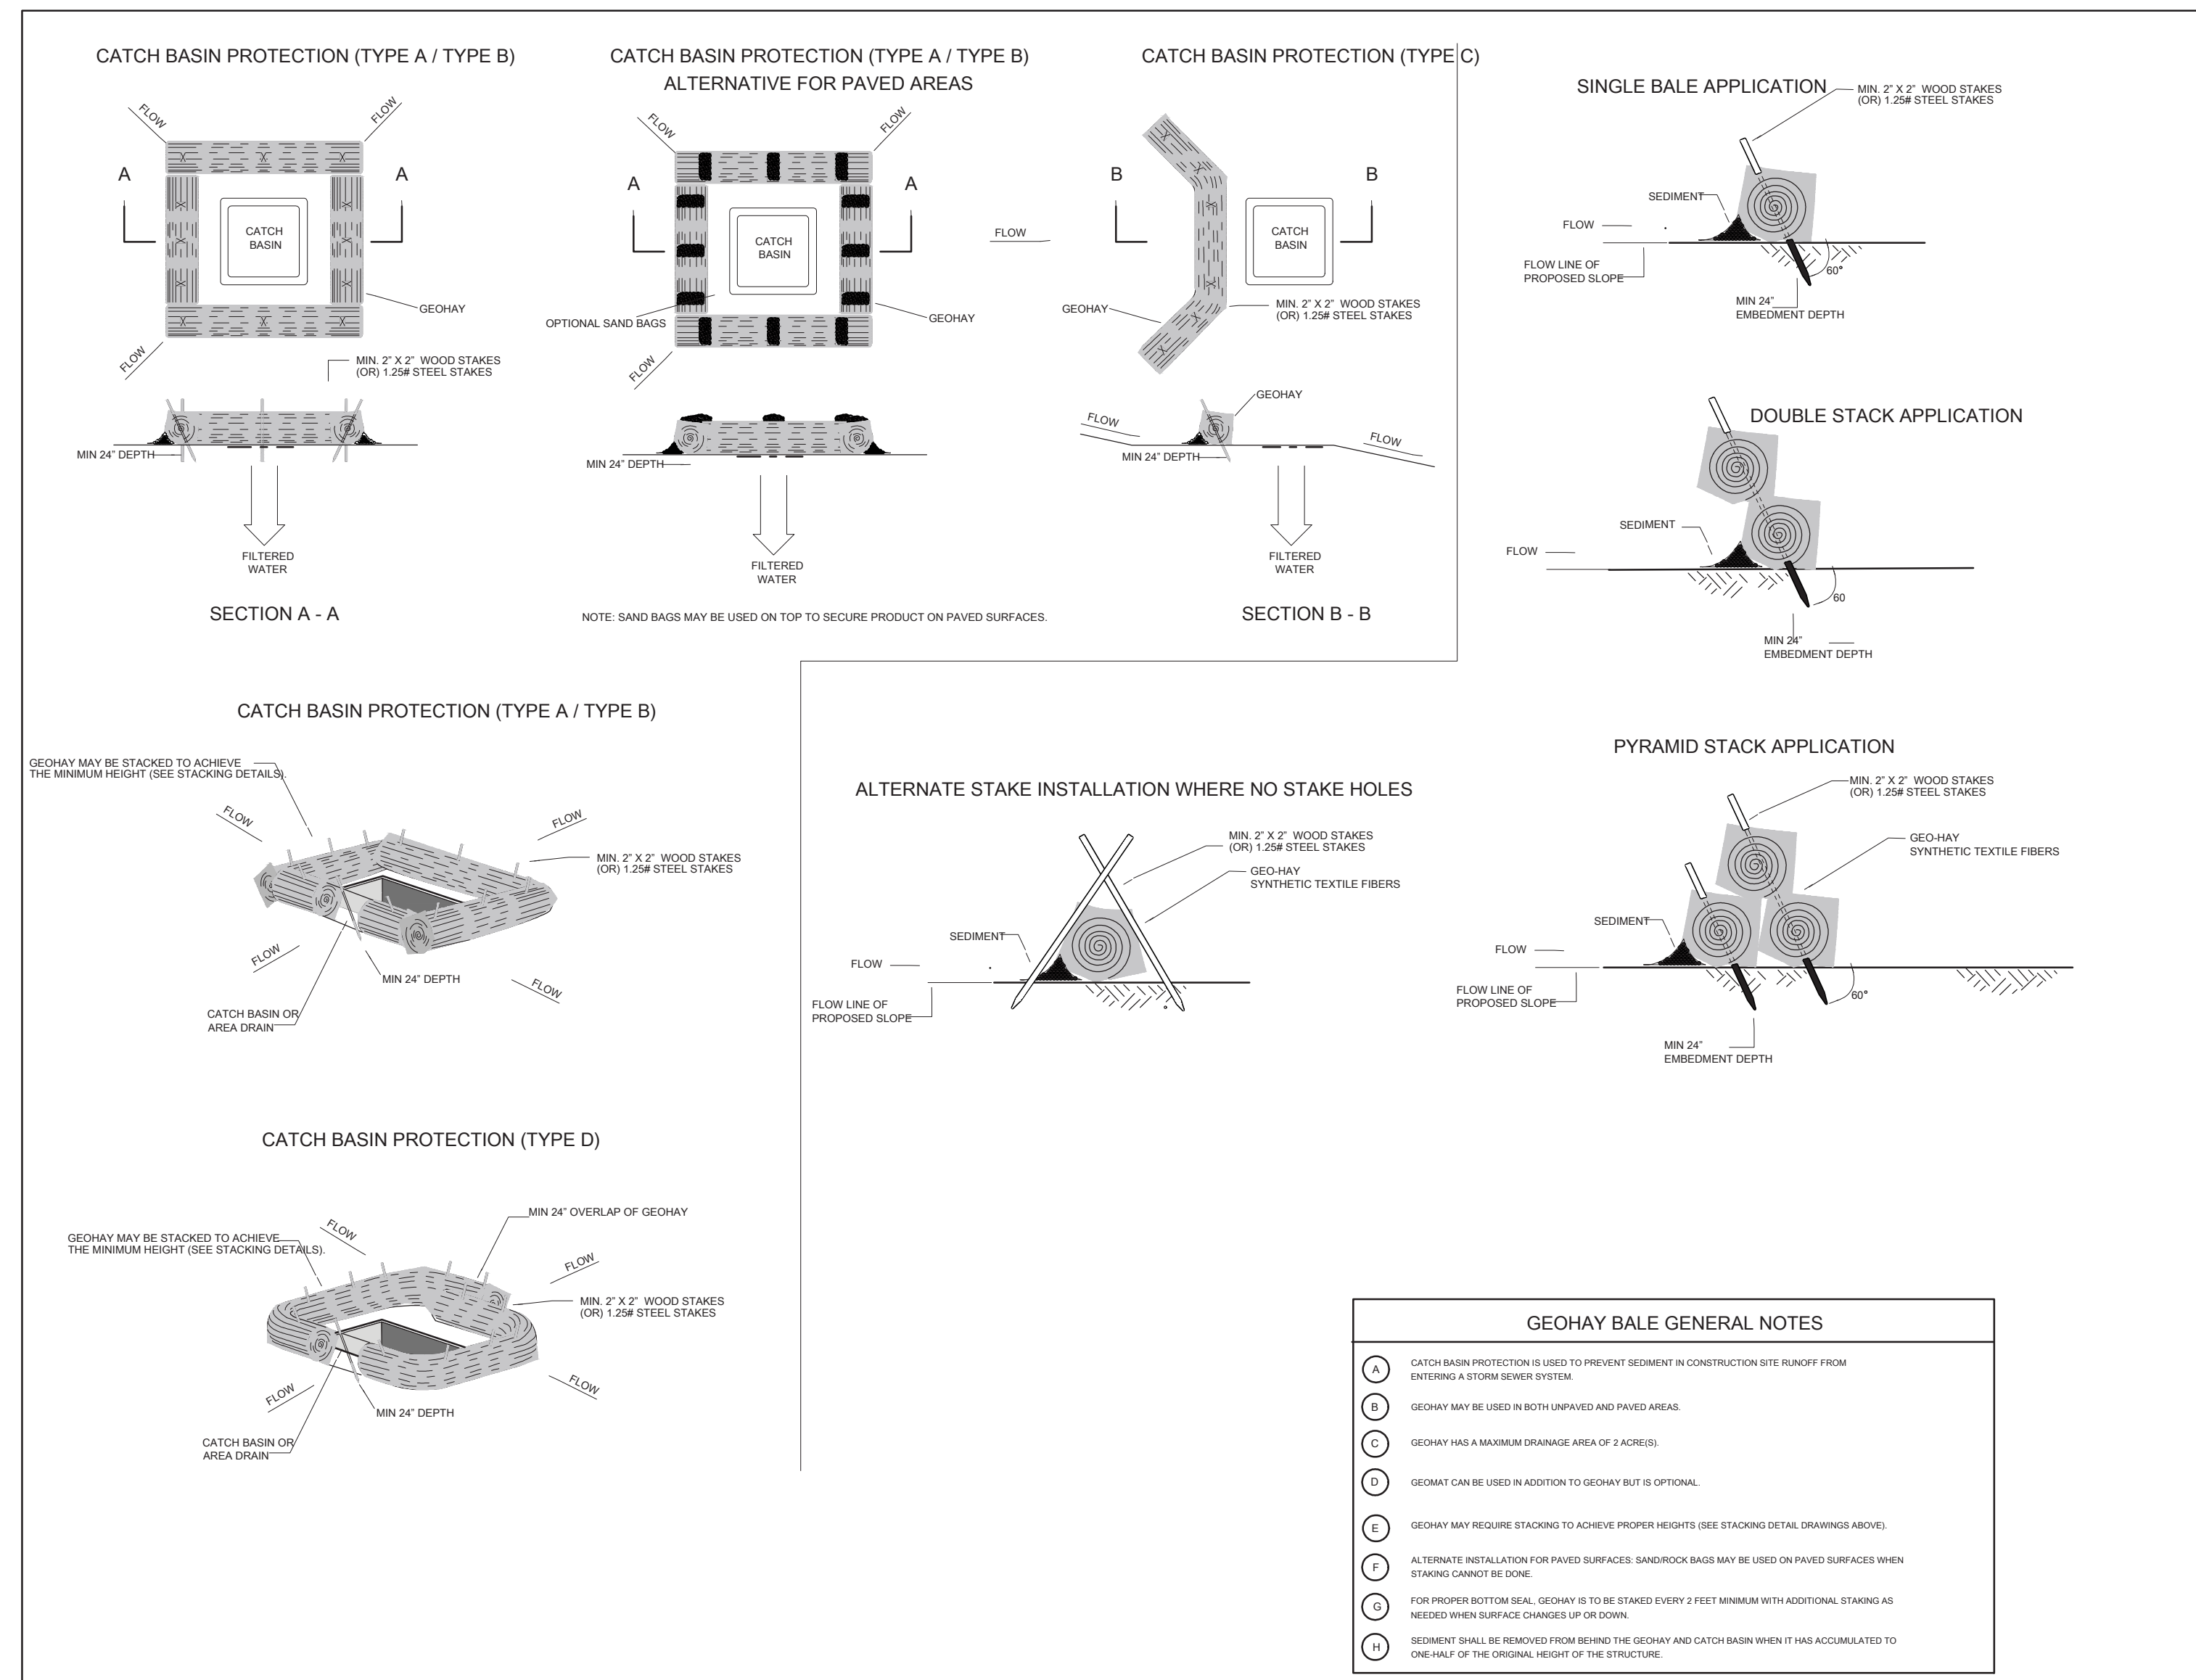 CATCH BASIN PROTECTION (TYPE A / TYPE B)
FLOW
FLOW
A
A
CATCH
BASIN
GEOHAY
FLOW
MIN. 2" X 2" WOOD STAKES
(OR) 1.25# STEEL STAKES
MIN 24" DEPTH
FILTERED
WATER
SECTION A - A
CATCH BASIN PROTECTION (TYPE A / TYPE B)
ALTERNATIVE FOR PAVED AREAS
FLOW
FLOW
A
A
CATCH
BASIN
OPTIONAL SAND BAGS
GEOHAY
FLOW
MIN 24" DEPTH
FILTERED
WATER
NOTE: SAND BAGS MAY BE USED ON TOP TO SECURE PRODUCT ON PAVED SURFACES.
CATCH BASIN PROTECTION (TYPE C)
B
B
FLOW
CATCH
BASIN
GEOHAY
MIN. 2" X 2" WOOD STAKES
(OR) 1.25# STEEL STAKES
GEOHAY
FLOW
FLOW
MIN 24" DEPTH
FILTERED
WATER
SECTION B - B
SINGLE BALE APPLICATION
MIN. 2" X 2" WOOD STAKES
(OR) 1.25# STEEL STAKES
SEDIMENT
FLOW
FLOW LINE OF
PROPOSED SLOPE
60°
MIN 24"
EMBEDMENT DEPTH
DOUBLE STACK APPLICATION
SEDIMENT
FLOW
60
MIN 24"
EMBEDMENT DEPTH
CATCH BASIN PROTECTION (TYPE A / TYPE B)
GEOHAY MAY BE STACKED TO ACHIEVE
THE MINIMUM HEIGHT (SEE STACKING DETAILS).
FLOW
FLOW
MIN. 2" X 2" WOOD STAKES
(OR) 1.25# STEEL STAKES
FLOW
MIN 24" DEPTH
FLOW
CATCH BASIN OR
AREA DRAIN
ALTERNATE STAKE INSTALLATION WHERE NO STAKE HOLES
MIN. 2" X 2" WOOD STAKES
(OR) 1.25# STEEL STAKES
GEO-HAY
SYNTHETIC TEXTILE FIBERS
SEDIMENT
FLOW
FLOW LINE OF
PROPOSED SLOPE
PYRAMID STACK APPLICATION
MIN. 2" X 2" WOOD STAKES
(OR) 1.25# STEEL STAKES
GEO-HAY
SYNTHETIC TEXTILE FIBERS
SEDIMENT
FLOW
FLOW LINE OF
PROPOSED SLOPE
60°
MIN 24"
EMBEDMENT DEPTH
CATCH BASIN PROTECTION (TYPE D)
MIN 24" OVERLAP OF GEOHAY
GEOHAY MAY BE STACKED TO ACHIEVE
THE MINIMUM HEIGHT (SEE STACKING DETAILS).
FLOW
FLOW
MIN. 2" X 2" WOOD STAKES
(OR) 1.25# STEEL STAKES
FLOW
FLOW
MIN 24" DEPTH
CATCH BASIN OR
AREA DRAIN
GEOHAY BALE GENERAL NOTES
A CATCH BASIN PROTECTION IS USED TO PREVENT SEDIMENT IN CONSTRUCTION SITE RUNOFF FROM
ENTERING A STORM SEWER SYSTEM.
B GEOHAY MAY BE USED IN BOTH UNPAVED AND PAVED AREAS.
C GEOHAY HAS A MAXIMUM DRAINAGE AREA OF 2 ACRE(S).
D GEOMAT CAN BE USED IN ADDITION TO GEOHAY BUT IS OPTIONAL.
E GEOHAY MAY REQUIRE STACKING TO ACHIEVE PROPER HEIGHTS (SEE STACKING DETAIL DRAWINGS ABOVE).
F ALTERNATE INSTALLATION FOR PAVED SURFACES: SAND/ROCK BAGS MAY BE USED ON PAVED SURFACES WHEN
STAKING CANNOT BE DONE.
G FOR PROPER BOTTOM SEAL, GEOHAY IS TO BE STAKED EVERY 2 FEET MINIMUM WITH ADDITIONAL STAKING AS
NEEDED WHEN SURFACE CHANGES UP OR DOWN.
H SEDIMENT SHALL BE REMOVED FROM BEHIND THE GEOHAY AND CATCH BASIN WHEN IT HAS ACCUMULATED TO
ONE-HALF OF THE ORIGINAL HEIGHT OF THE STRUCTURE.